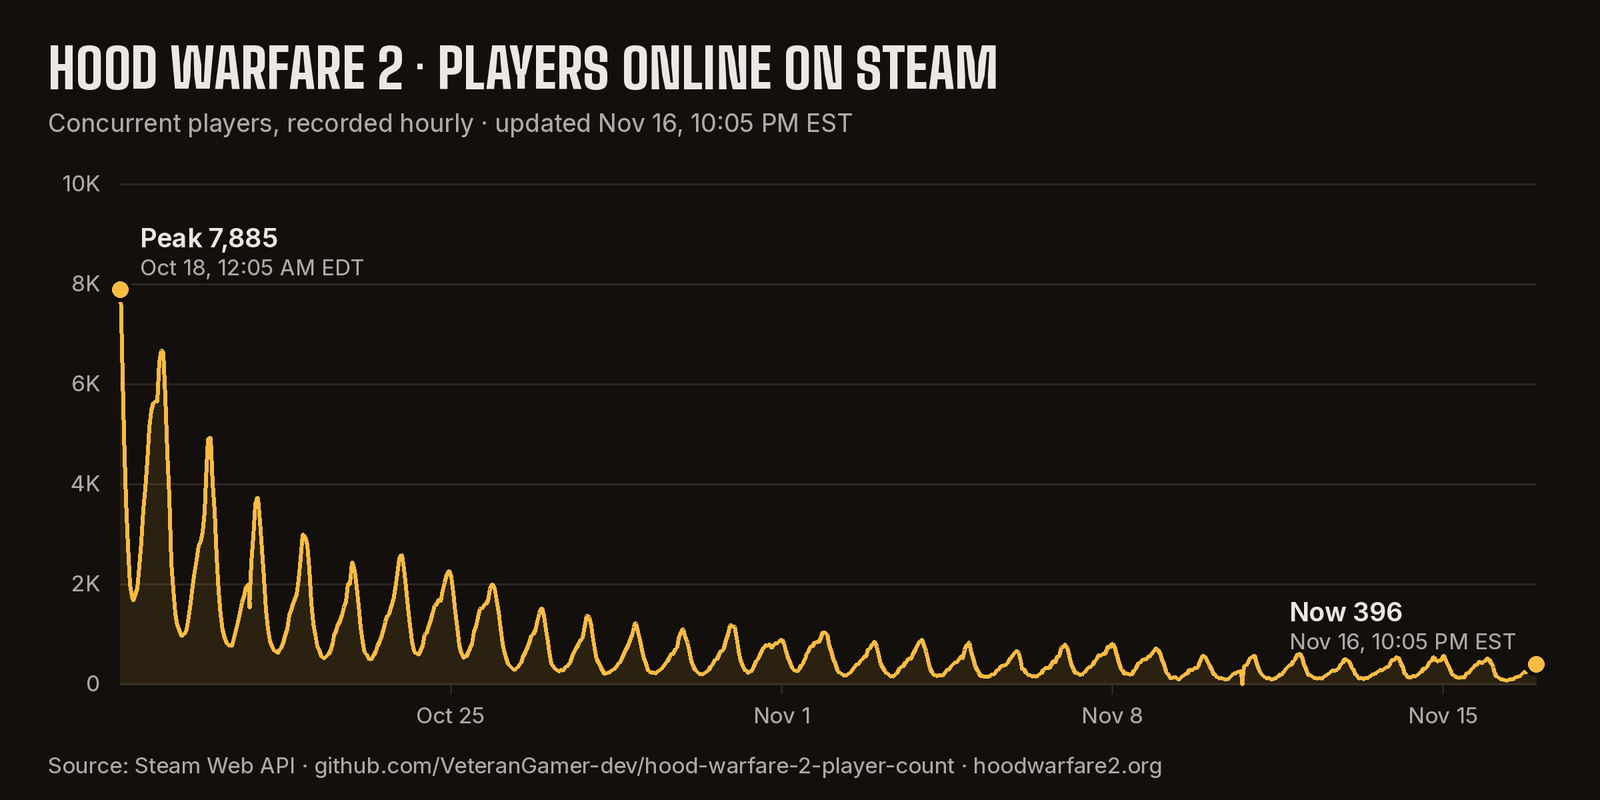 HOOD WARFARE 2 · PLAYERS ONLINE ON STEAM
Concurrent players, recorded hourly · updated Nov 16, 10:05 PM EST
10K
Peak 7,885
Oct 18, 12:05 AM EDT
8K
6K
4K
2K
Now 396
Nov 16, 10:05 PM EST
0
Oct 25
Nov 1
Nov 8
Nov 15
Source: Steam Web API · github.com/VeteranGamer-dev/hood-warfare-2-player-count · hoodwarfare2.org